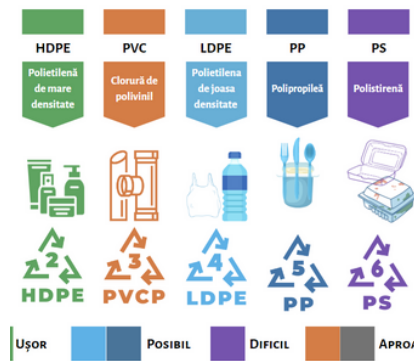 HDPE PVC LDPE PP PS
Polietilenă
de mare
densitate
Clorură de
polivinil
Polietilena
de joasa
densitate
Polipropilă
Polistirenă
2
HDPE
3
PVCP
4
LDPE
5
PP
6
PS
UȘOR POSIBIL DIFICIL APROA